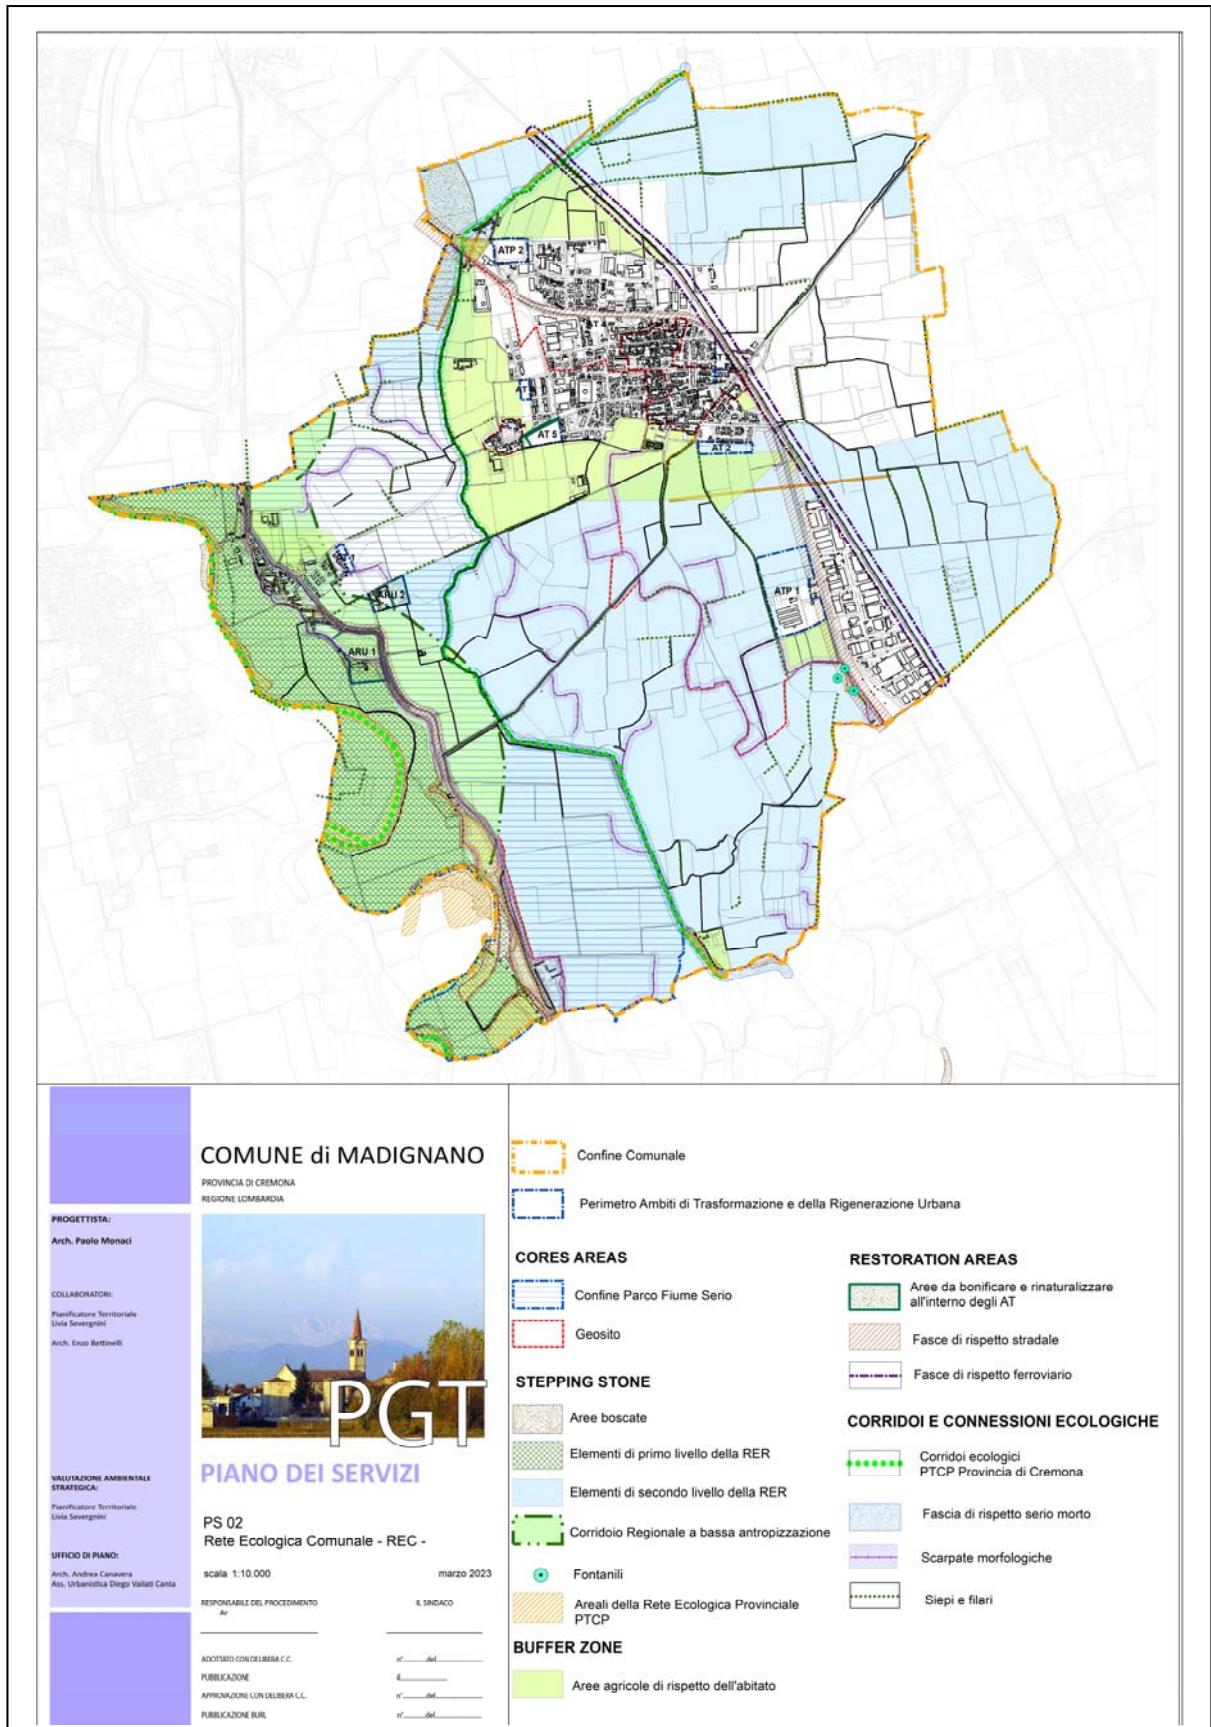 ATP 2
AT 4
AT 5
AT 2
ATP 1
ARU 2
ARU 1
COMUNE di MADIGNANO
PROVINCIA DI CREMONA
REGIONE LOMBARDIA
PROGETTISTA:
Arch. Paolo Monaci
COLLABORATORI:
Pianificatore Territoriale
Livia Severgnini
Arch. Enzo Bettinelli
VALUTAZIONE AMBIENTALE
STRATEGICA:
Pianificatore Territoriale
Livia Severgnini
UFFICIO DI PIANO:
Arch. Andrea Canavera
Ass. Urbanistica Diego Vailati Canta
PGT
PIANO DEI SERVIZI
PS 02
Rete Ecologica Comunale - REC -
scala 1:10.000 marzo 2023
RESPONSABILE DEL PROCEDIMENTO IL SINDACO
Ar
ADOTTATO CON DELIBERA C.C. n° del
PUBBLICAZIONE il
APPROVAZIONE CON DELIBERA C.C. n° del
PUBBLICAZIONE BURL n° del
Confine Comunale
Perimetro Ambiti di Trasformazione e della Rigenerazione Urbana
CORES AREAS
Confine Parco Fiume Serio
Geosito
STEPPING STONE
Aree boscate
Elementi di primo livello della RER
Elementi di secondo livello della RER
Corridoio Regionale a bassa antropizzazione
Fontanili
Areali della Rete Ecologica Provinciale
PTCP
BUFFER ZONE
Aree agricole di rispetto dell'abitato
RESTORATION AREAS
Aree da bonificare e rinaturalizzare
all'interno degli AT
Fasce di rispetto stradale
Fasce di rispetto ferroviario
CORRIDOI E CONNESSIONI ECOLOGICHE
Corridoi ecologici
PTCP Provincia di Cremona
Fascia di rispetto serio morto
Scarpate morfologiche
Siepi e filari